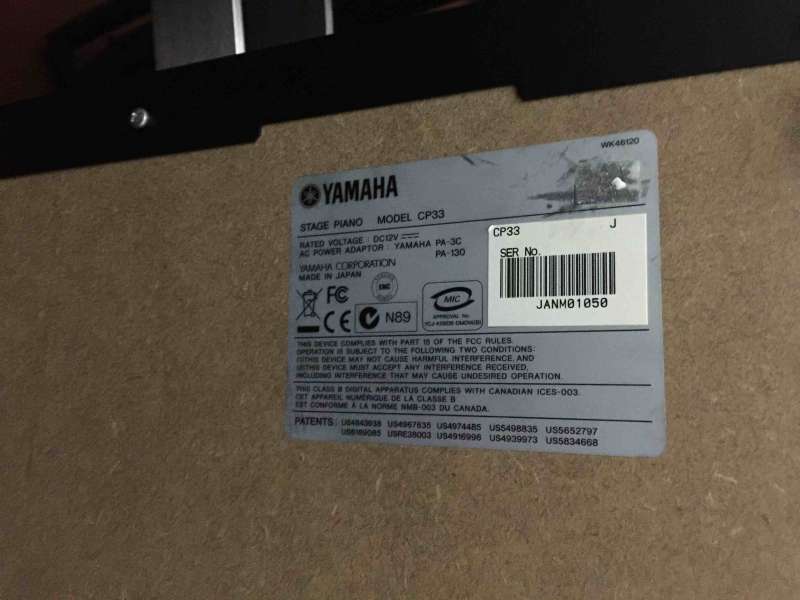 WK46120
YAMAHA
STAGE PIANO MODEL CP33
RATED VOLTAGE : DC12V
AC POWER ADAPTOR : YAMAHA PA-3C
PA-130
YAMAHA CORPORATION
MADE IN JAPAN
CP33 J
SER No.
JANM01050
FC
CE
N89
MIC
APPROVAL No.
THIS DEVICE COMPLIES WITH PART 15 OF THE FCC RULES.
OPERATION IS SUBJECT TO THE FOLLOWING TWO CONDITIONS:
(1)THIS DEVICE MAY NOT CAUSE HARMFUL INTERFERENCE, AND
(2)THIS DEVICE MUST ACCEPT ANY INTERFERENCE RECEIVED,
INCLUDING INTERFERENCE THAT MAY CAUSE UNDESIRED OPERATION.
THIS CLASS B DIGITAL APPARATUS COMPLIES WITH CANADIAN ICES-003.
CET APPAREIL NUMÉRIQUE DE LA CLASSE B
EST CONFORME À LA NORME NMB-003 DU CANADA.
PATENTS: US4967635 US4974485 US5498835 US5652797
USRE38003 US4916996 US4939973 US5834668